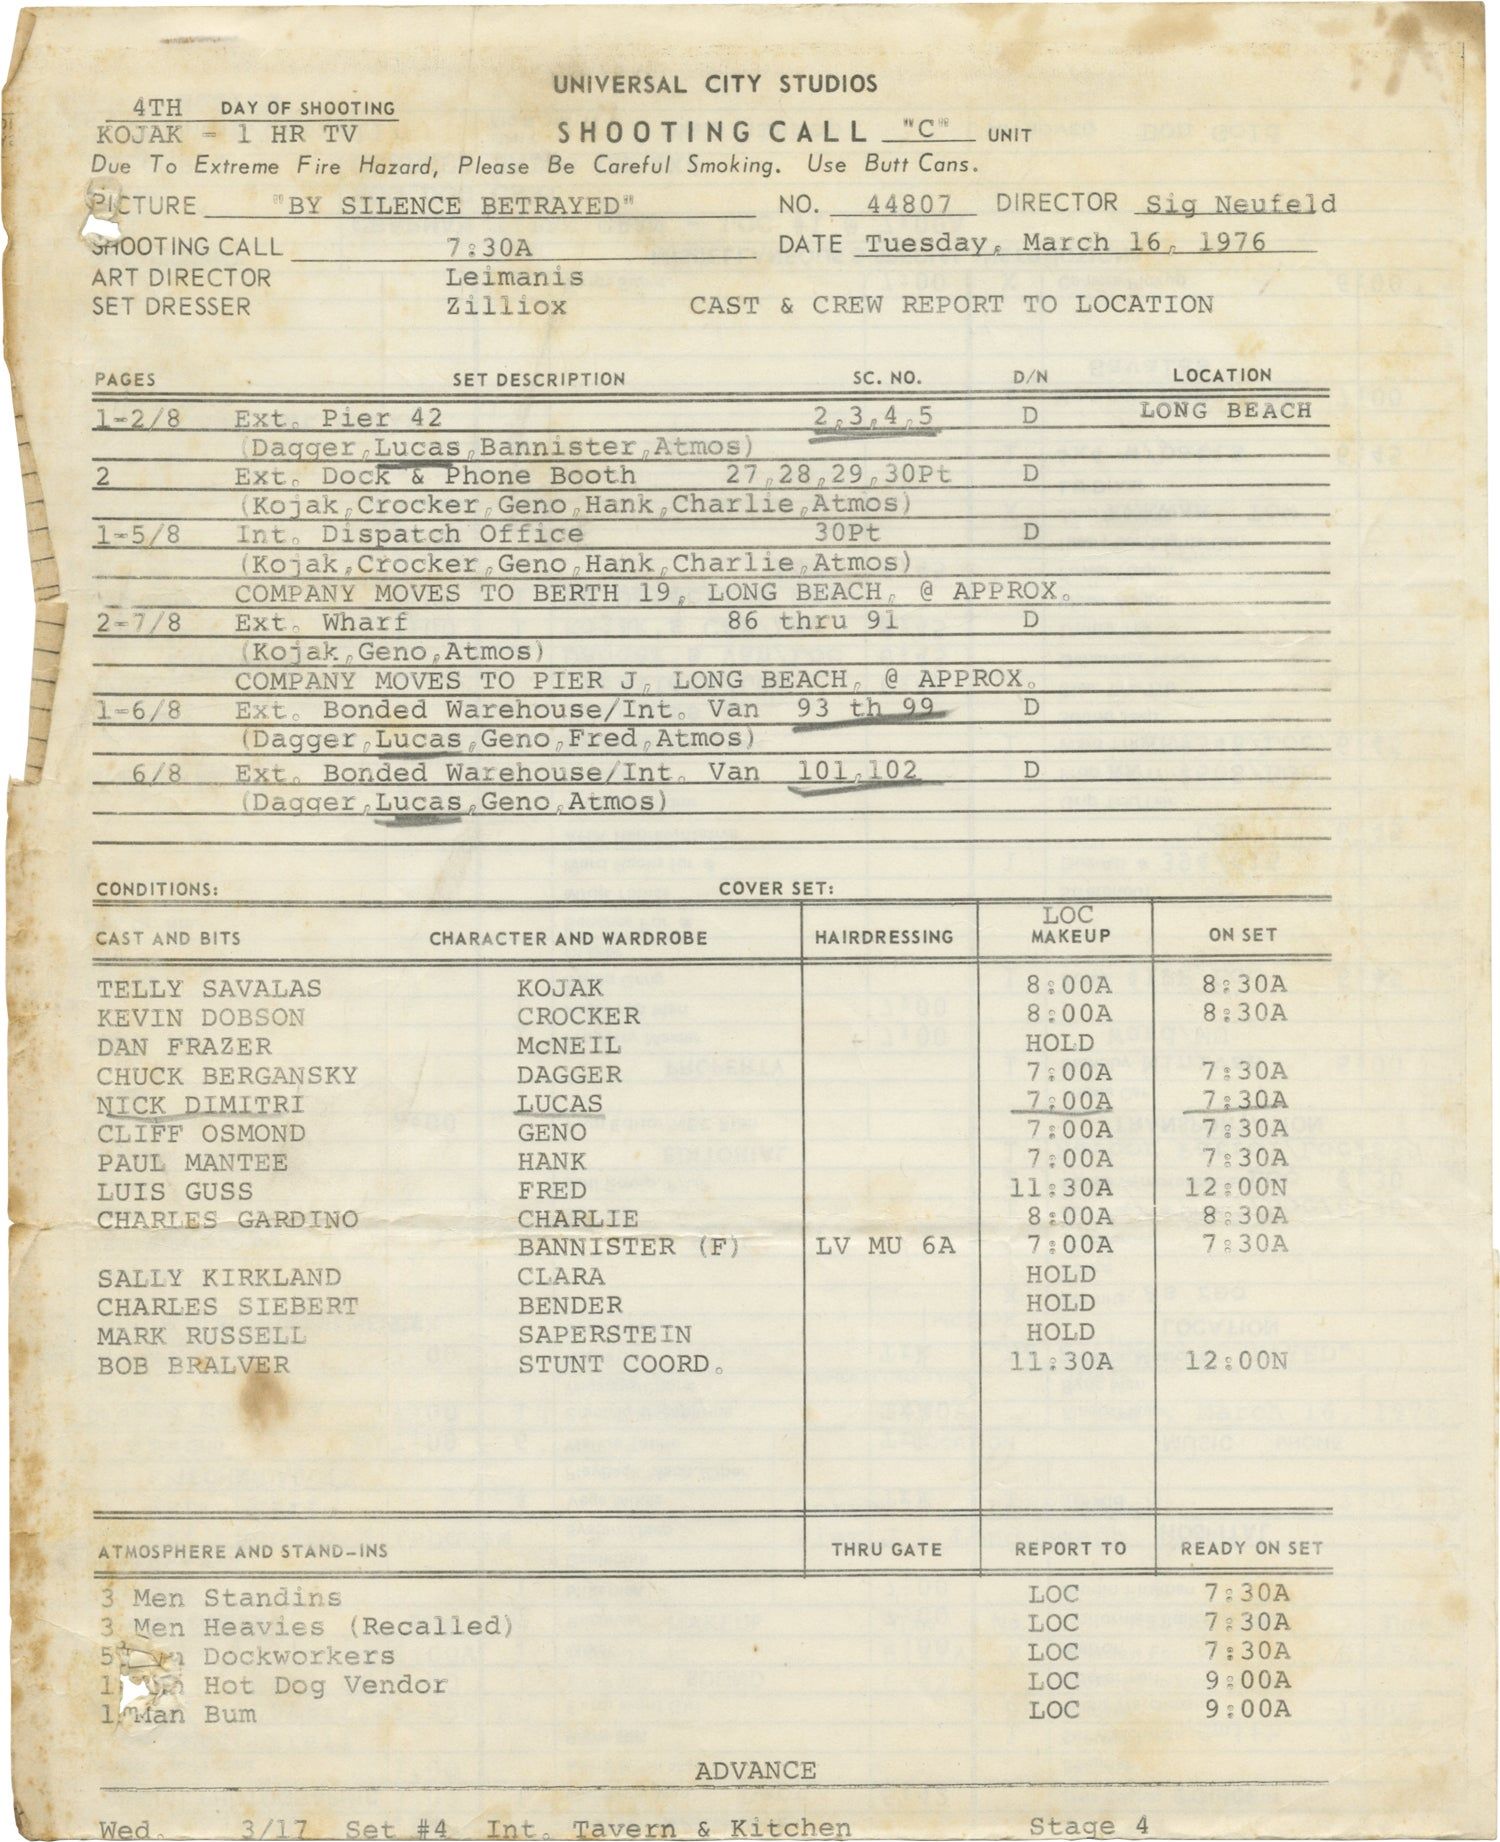 UNIVERSAL CITY STUDIOS
4TH DAY OF SHOOTING
KOJAK - 1 HR TV SHOOTING CALL "C" UNIT
Due To Extreme Fire Hazard, Please Be Careful Smoking. Use Butt Cans.
PICTURE "BY SILENCE BETRAYED" NO. 44807 DIRECTOR Sig Neufeld
SHOOTING CALL 7:30A DATE Tuesday, March 16, 1976
ART DIRECTOR Leimanis
SET DRESSER Zilliox CAST & CREW REPORT TO LOCATION
PAGES SET DESCRIPTION SC. NO. D/N LOCATION
1-2/8 Ext. Pier 42 2,3,4,5 D LONG BEACH
(Dagger,Lucas,Bannister,Atmos)
2 Ext. Dock & Phone Booth 27,28,29,30Pt D
(Kojak,Crocker,Geno,Hank,Charlie,Atmos)
1-5/8 Int. Dispatch Office 30Pt D
(Kojak,Crocker,Geno,Hank,Charlie,Atmos)
COMPANY MOVES TO BERTH 19, LONG BEACH, @ APPROX.
2-7/8 Ext. Wharf 86 thru 91 D
(Kojak,Geno,Atmos)
COMPANY MOVES TO PIER J, LONG BEACH, @ APPROX.
1-6/8 Ext. Bonded Warehouse/Int. Van 93 th 99 D
(Dagger,Lucas,Geno,Fred,Atmos)
6/8 Ext. Bonded Warehouse/Int. Van 101,102 D
(Dagger,Lucas,Geno,Atmos)
CONDITIONS: COVER SET:
LOC
CAST AND BITS CHARACTER AND WARDROBE HAIRDRESSING MAKEUP ON SET
TELLY SAVALAS KOJAK 8:00A 8:30A
KEVIN DOBSON CROCKER 8:00A 8:30A
DAN FRAZER McNEIL HOLD
CHUCK BERGANSKY DAGGER 7:00A 7:30A
NICK DIMITRI LUCAS 7:00A 7:30A
CLIFF OSMOND GENO 7:00A 7:30A
PAUL MANTEE HANK 7:00A 7:30A
LUIS GUSS FRED 11:30A 12:00N
CHARLES GARDINO CHARLIE 8:00A 8:30A
BANNISTER (F) LV MU 6A 7:00A 7:30A
SALLY KIRKLAND CLARA HOLD
CHARLES SIEBERT BENDER HOLD
MARK RUSSELL SAPERSTEIN HOLD
BOB BRALVER STUNT COORD. 11:30A 12:00N
ATMOSPHERE AND STAND-INS THRU GATE REPORT TO READY ON SET
3 Men Standins LOC 7:30A
3 Men Heavies (Recalled) LOC 7:30A
5 Dockworkers LOC 7:30A
1 Hot Dog Vendor LOC 9:00A
1 Man Bum LOC 9:00A
ADVANCE
Wed. 3/17 Set #4 Int. Tavern & Kitchen Stage 4